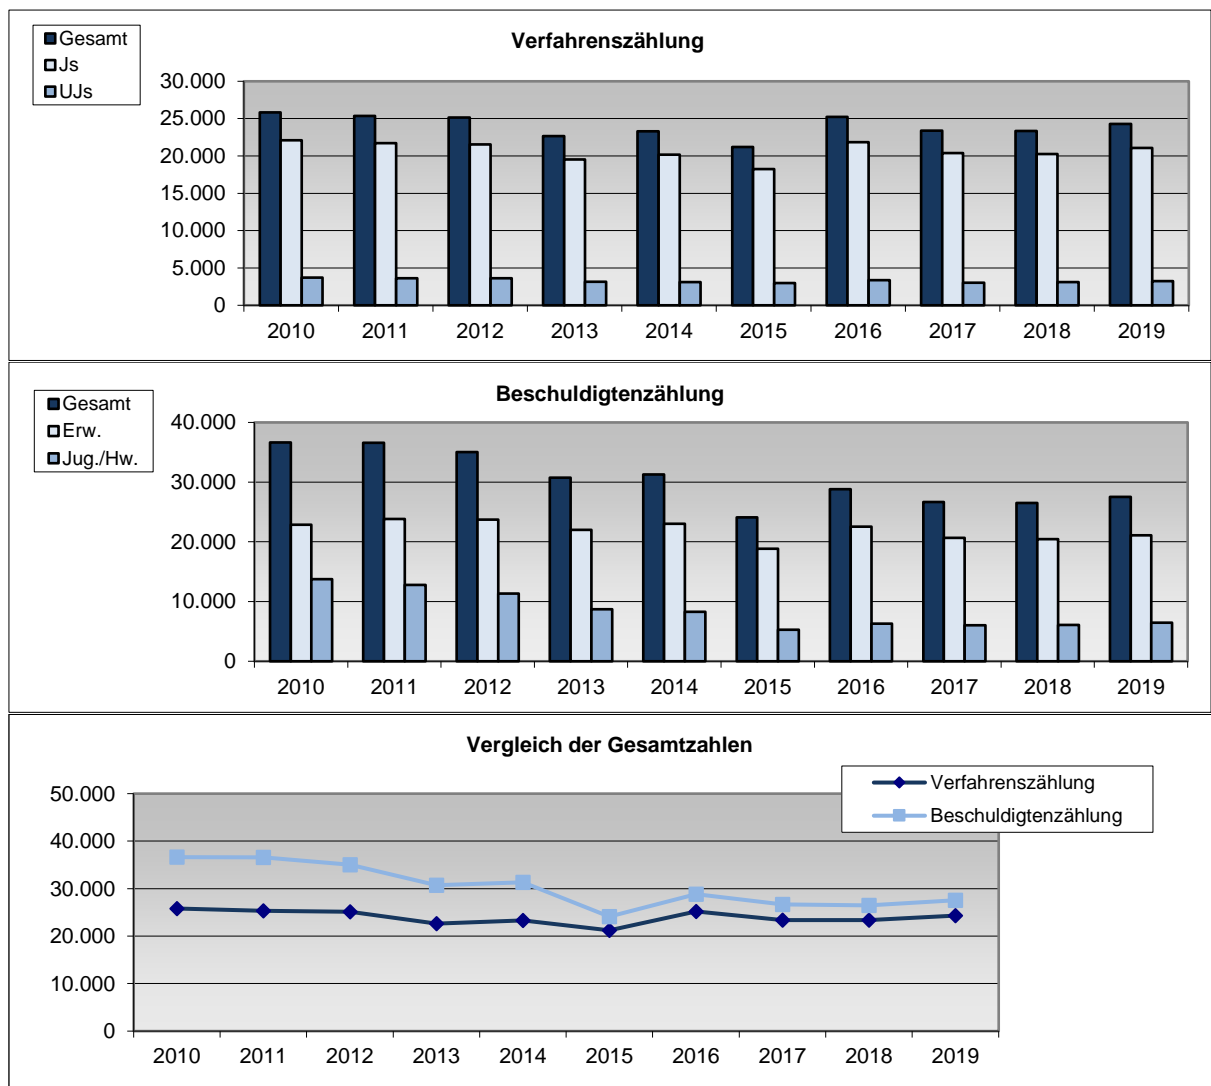 Verfahrenszählung
Gesamt
Js
UJs
30.000
25.000
20.000
15.000
10.000
5.000
0
2010 2011 2012 2013 2014 2015 2016 2017 2018 2019
Beschuldigtenzählung
Gesamt
Erw.
Jug./Hw.
40.000
30.000
20.000
10.000
0
2010 2011 2012 2013 2014 2015 2016 2017 2018 2019
Vergleich der Gesamtzahlen
Verfahrenszählung
Beschuldigtenzählung
50.000
40.000
30.000
20.000
10.000
0
2010 2011 2012 2013 2014 2015 2016 2017 2018 2019